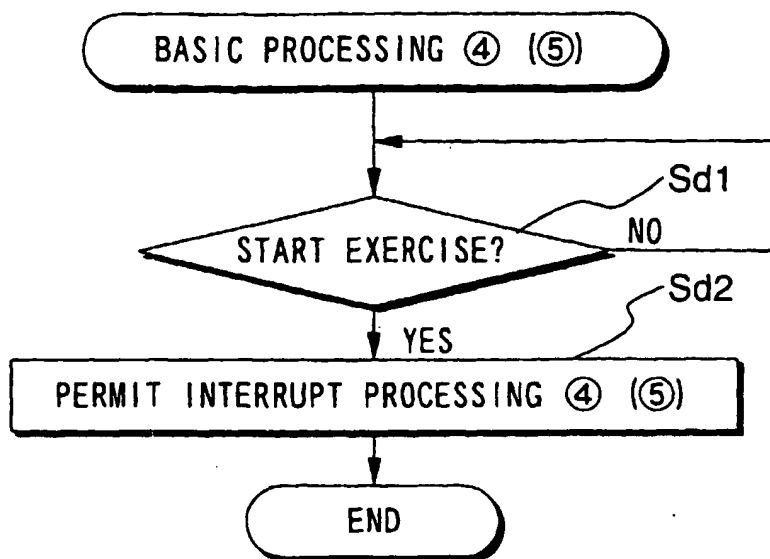 BASIC PROCESSING ④ (⑤)
Sd1
START EXERCISE?
NO
Sd2
YES
PERMIT INTERRUPT PROCESSING ④ (⑤)
END